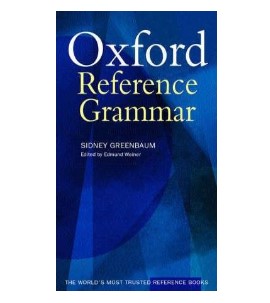 Oxford
Reference
Grammar
SIDNEY GREENBAUM
Edited by Edmund Weiner
THE WORLD'S MOST TRUSTED REFERENCE BOOKS